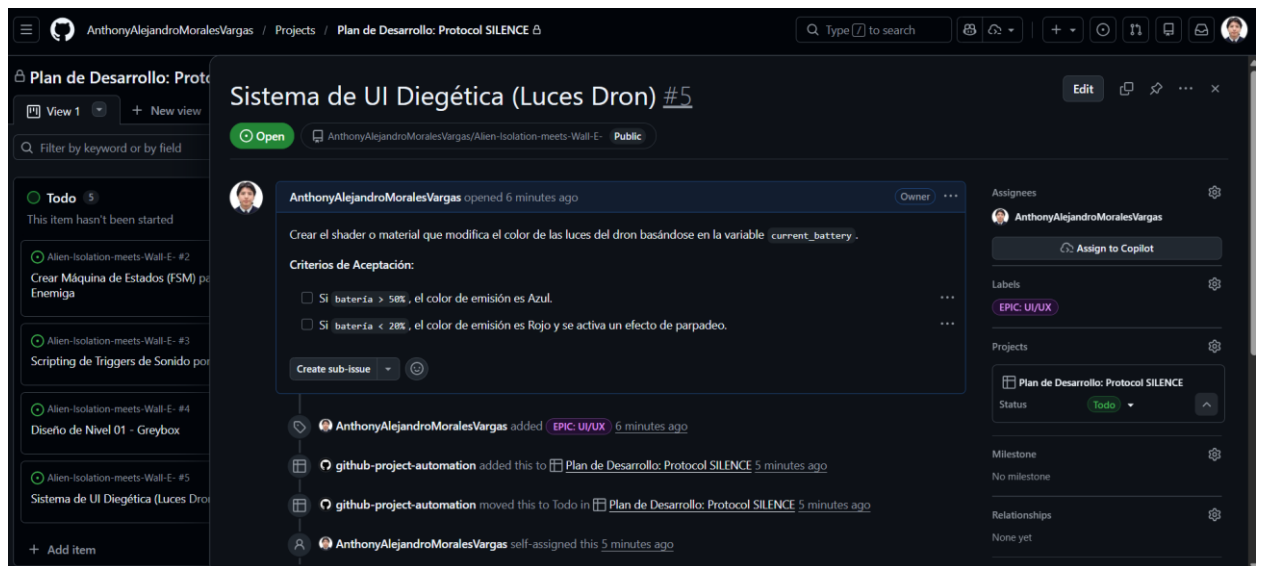 AnthonyAlejandroMoralesVargas / Projects / Plan de Desarrollo: Protocol SILENCE
Type / to search
Plan de Desarrollo: Proto
View 1
+ New view
Filter by keyword or by field
Todo 5
This item hasn't been started
Alien-Isolation-meets-Wall-E- #2
Crear Máquina de Estados (FSM) pa
Enemiga
Alien-Isolation-meets-Wall-E- #3
Scripting de Triggers de Sonido por
Alien-Isolation-meets-Wall-E- #4
Diseño de Nivel 01 - Greybox
Alien-Isolation-meets-Wall-E- #5
Sistema de UI Diegética (Luces Dron
+ Add item
Sistema de UI Diegética (Luces Dron) #5
Edit
Open
AnthonyAlejandroMoralesVargas/Alien-Isolation-meets-Wall-E- Public
AnthonyAlejandroMoralesVargas opened 6 minutes ago
Owner
Crear el shader o material que modifica el color de las luces del dron basándose en la variable current_battery.
Criterios de Aceptación:
Si batería > 50%, el color de emisión es Azul.
Si batería < 20%, el color de emisión es Rojo y se activa un efecto de parpadeo.
Create sub-issue
AnthonyAlejandroMoralesVargas added EPIC: UI/UX 6 minutes ago
github-project-automation added this to Plan de Desarrollo: Protocol SILENCE 5 minutes ago
github-project-automation moved this to Todo in Plan de Desarrollo: Protocol SILENCE 5 minutes ago
AnthonyAlejandroMoralesVargas self-assigned this 5 minutes ago
Assignees
AnthonyAlejandroMoralesVargas
Assign to Copilot
Labels
EPIC: UI/UX
Projects
Plan de Desarrollo: Protocol SILENCE
Status Todo
Milestone
No milestone
Relationships
None yet